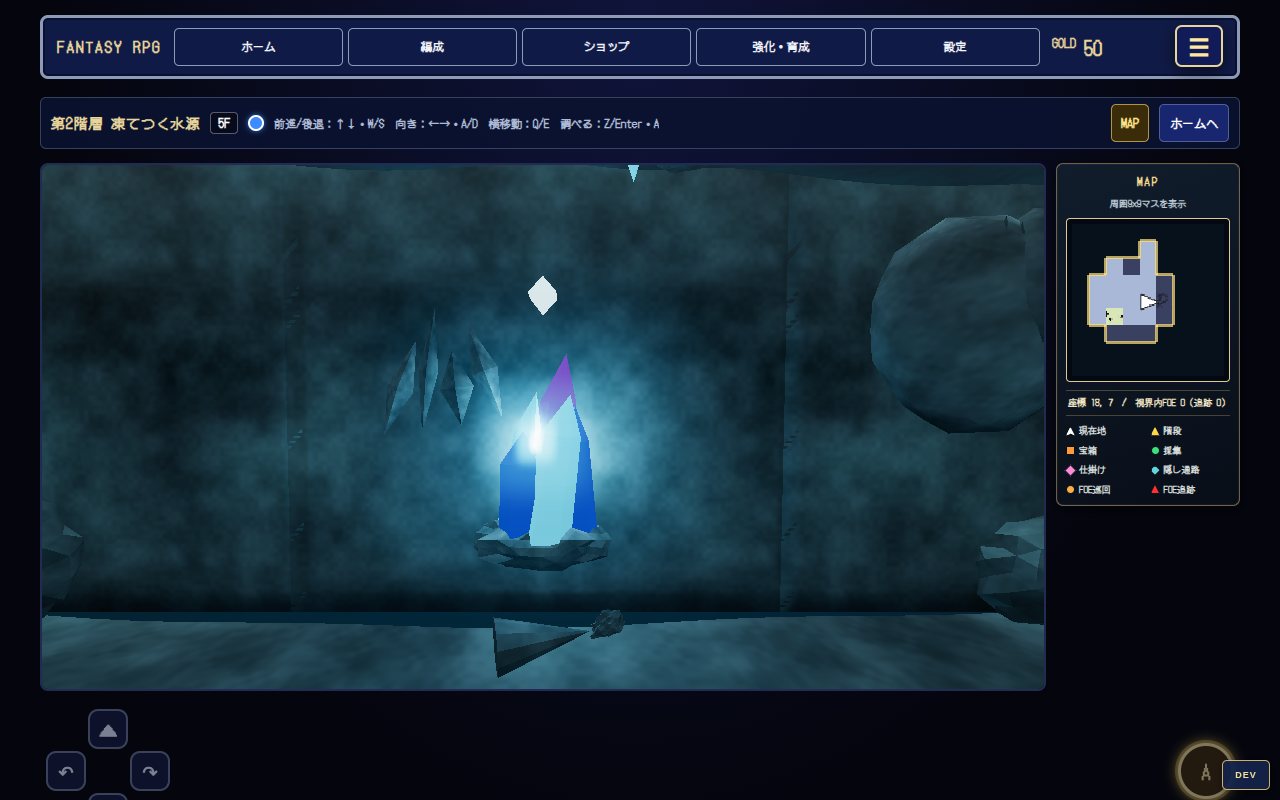 FANTASY RPG
ホーム
編成
ショップ
強化・育成
設定
GOLD 50
第2階層 凍てつく水源 5F 前進/後退：↑↓・W/S 向き：←→・A/D 横移動：Q/E 調べる：Z/Enter・A
MAP
ホームへ
MAP
周囲9x9マスを表示
座標 18, 7 / 視界内FOE 0 (追跡 0)
現在地
階段
宝箱
採集
仕掛け
隠し通路
FOE巡回
FOE追跡
A
DEV